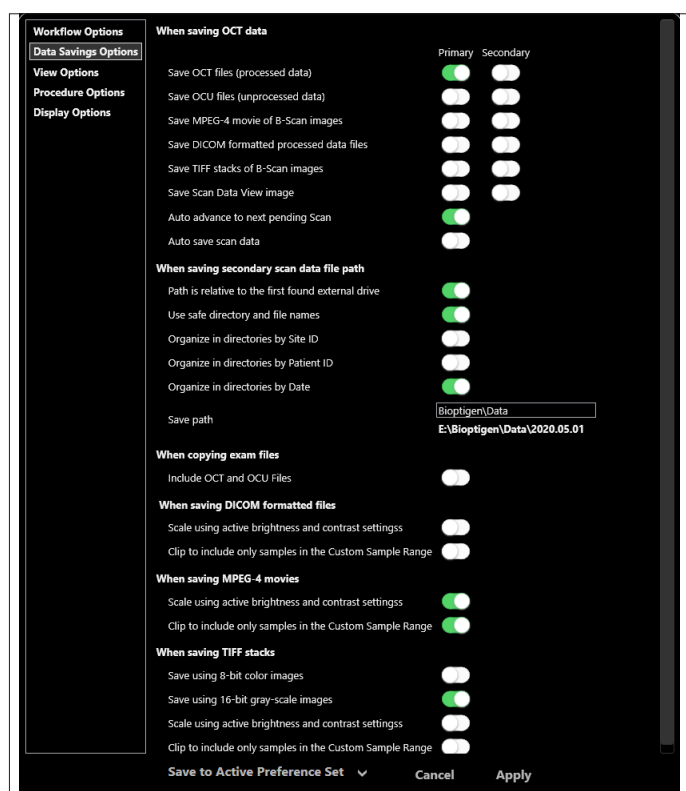 Workflow Options
Data Savings Options
View Options
Procedure Options
Display Options
When saving OCT data
Primary Secondary
Save OCT files (processed data)
Save OCU files (unprocessed data)
Save MPEG-4 movie of B-Scan images
Save DICOM formatted processed data files
Save TIFF stacks of B-Scan images
Save Scan Data View image
Auto advance to next pending Scan
Auto save scan data
When saving secondary scan data file path
Path is relative to the first found external drive
Use safe directory and file names
Organize in directories by Site ID
Organize in directories by Patient ID
Organize in directories by Date
Save path
Bioptigen\Data
E:\Bioptigen\Data\2020.05.01
When copying exam files
Include OCT and OCU Files
When saving DICOM formatted files
Scale using active brightness and contrast settingss
Clip to include only samples in the Custom Sample Range
When saving MPEG-4 movies
Scale using active brightness and contrast settingss
Clip to include only samples in the Custom Sample Range
When saving TIFF stacks
Save using 8-bit color images
Save using 16-bit gray-scale images
Scale using active brightness and contrast settingss
Clip to include only samples in the Custom Sample Range
Save to Active Preference Set
Cancel
Apply